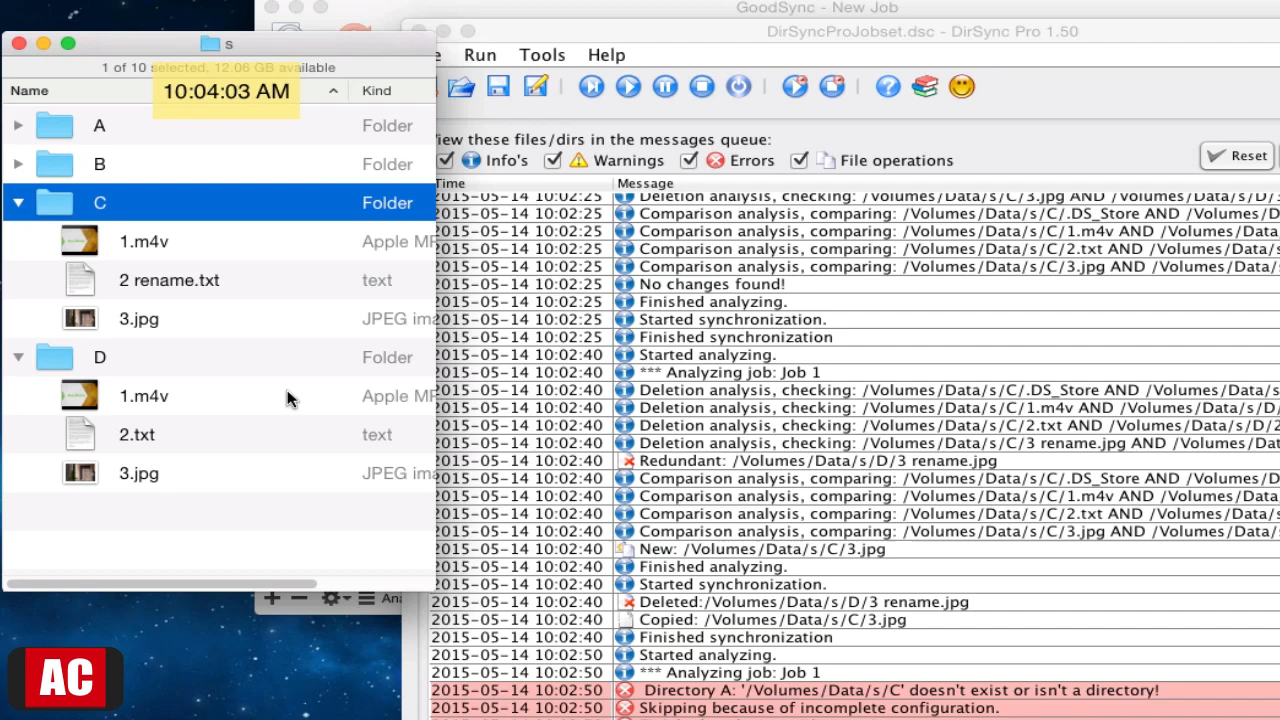 GoodSync - New Job
DirSyncProJobset.dsc - DirSync Pro 1.50
Run Tools Help
s
1 of 10 selected, 12.06 GB available
10:04:03 AM
Name Kind
A Folder
B Folder
C Folder
1.m4v Apple MP
2 rename.txt text
3.jpg JPEG ima
D Folder
1.m4v Apple MP
2.txt text
3.jpg JPEG ima
View these files/dirs in the messages queue:
Info's Warnings Errors File operations
Reset
Time Message
2015-05-14 10:02:25 Deletion analysis, checking: /Volumes/Data/s/C/3.jpg AND /Volumes/Data/s/D/3
2015-05-14 10:02:25 Comparison analysis, comparing: /Volumes/Data/s/C/.DS_Store AND /Volumes/D
2015-05-14 10:02:25 Comparison analysis, comparing: /Volumes/Data/s/C/1.m4v AND /Volumes/Data
2015-05-14 10:02:25 Comparison analysis, comparing: /Volumes/Data/s/C/2.txt AND /Volumes/Data/s
2015-05-14 10:02:25 Comparison analysis, comparing: /Volumes/Data/s/C/3.jpg AND /Volumes/Data/s
2015-05-14 10:02:25 No changes found!
2015-05-14 10:02:25 Finished analyzing.
2015-05-14 10:02:25 Started synchronization.
2015-05-14 10:02:25 Finished synchronization
2015-05-14 10:02:40 Started analyzing.
2015-05-14 10:02:40 *** Analyzing job: Job 1
2015-05-14 10:02:40 Deletion analysis, checking: /Volumes/Data/s/C/.DS_Store AND /Volumes/Data/s
2015-05-14 10:02:40 Deletion analysis, checking: /Volumes/Data/s/C/1.m4v AND /Volumes/Data/s/D/
2015-05-14 10:02:40 Deletion analysis, checking: /Volumes/Data/s/C/2.txt AND /Volumes/Data/s/D/2
2015-05-14 10:02:40 Deletion analysis, checking: /Volumes/Data/s/C/3 rename.jpg AND /Volumes/Data
2015-05-14 10:02:40 Redundant: /Volumes/Data/s/D/3 rename.jpg
2015-05-14 10:02:40 Comparison analysis, comparing: /Volumes/Data/s/C/.DS_Store AND /Volumes/D
2015-05-14 10:02:40 Comparison analysis, comparing: /Volumes/Data/s/C/1.m4v AND /Volumes/Data
2015-05-14 10:02:40 Comparison analysis, comparing: /Volumes/Data/s/C/2.txt AND /Volumes/Data/s
2015-05-14 10:02:40 Comparison analysis, comparing: /Volumes/Data/s/C/3.jpg AND /Volumes/Data/s
2015-05-14 10:02:40 New: /Volumes/Data/s/C/3.jpg
2015-05-14 10:02:40 Finished analyzing.
2015-05-14 10:02:40 Started synchronization.
2015-05-14 10:02:40 Deleted:/Volumes/Data/s/D/3 rename.jpg
2015-05-14 10:02:40 Copied: /Volumes/Data/s/C/3.jpg
2015-05-14 10:02:40 Finished synchronization
2015-05-14 10:02:50 Started analyzing.
2015-05-14 10:02:50 *** Analyzing job: Job 1
2015-05-14 10:02:50 Directory A: '/Volumes/Data/s/C' doesn't exist or isn't a directory!
2015-05-14 10:02:50 Skipping because of incomplete configuration.
Ana
AC